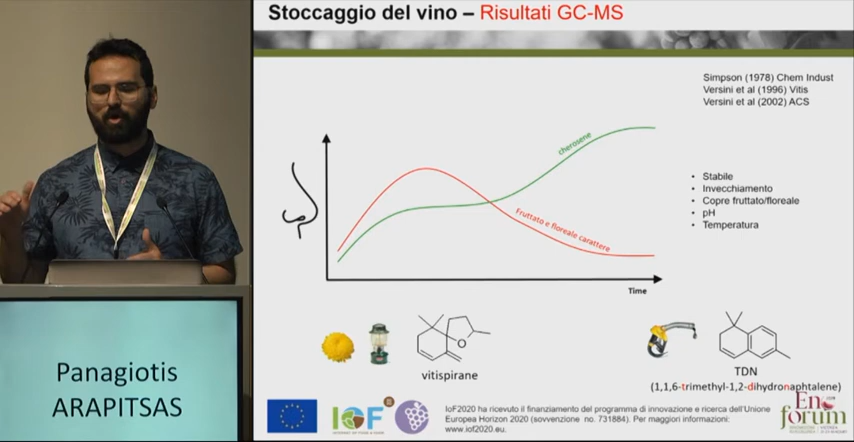 Stoccaggio del vino – Risultati GC-MS
Simpson (1978) Chem Indust
Versini et al (1996) Vitis
Versini et al (2002) ACS
cherosene
Fruttato e floreale carattere
Time
• Stabile
• Invecchiamento
• Copre fruttato/floreale
• pH
• Temperatura
O
vitispirane
TDN
(1,1,6-trimethyl-1,2-dihydronaphtalene)
Panagiotis
ARAPITSAS
IoF
IoF2020 ha ricevuto il finanziamento del programma di innovazione e ricerca dell'Unione
Europea Horizon 2020 (sovvenzione no. 731884). Per maggiori informazioni:
www.iof2020.eu.
En
forum